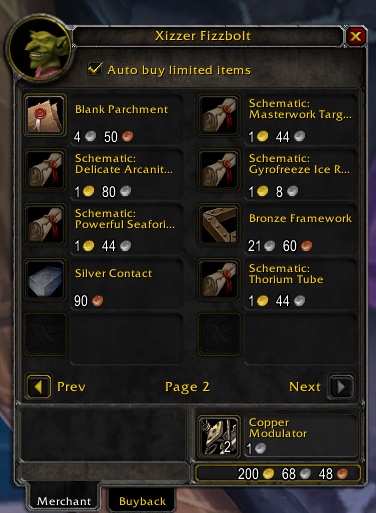 Xizzer Fizzbolt
Auto buy limited items
Blank Parchment
4 50
Schematic:
Masterwork Targ...
1 44
Schematic:
Delicate Arcanit...
1 80
Schematic:
Gyrofreeze Ice R...
1 8
Schematic:
Powerful Seafori...
1 44
Bronze Framework
21 60
Silver Contact
90
Schematic:
Thorium Tube
1 44
Prev Page 2 Next
2
Copper
Modulator
1
200 68 48
Merchant Buyback